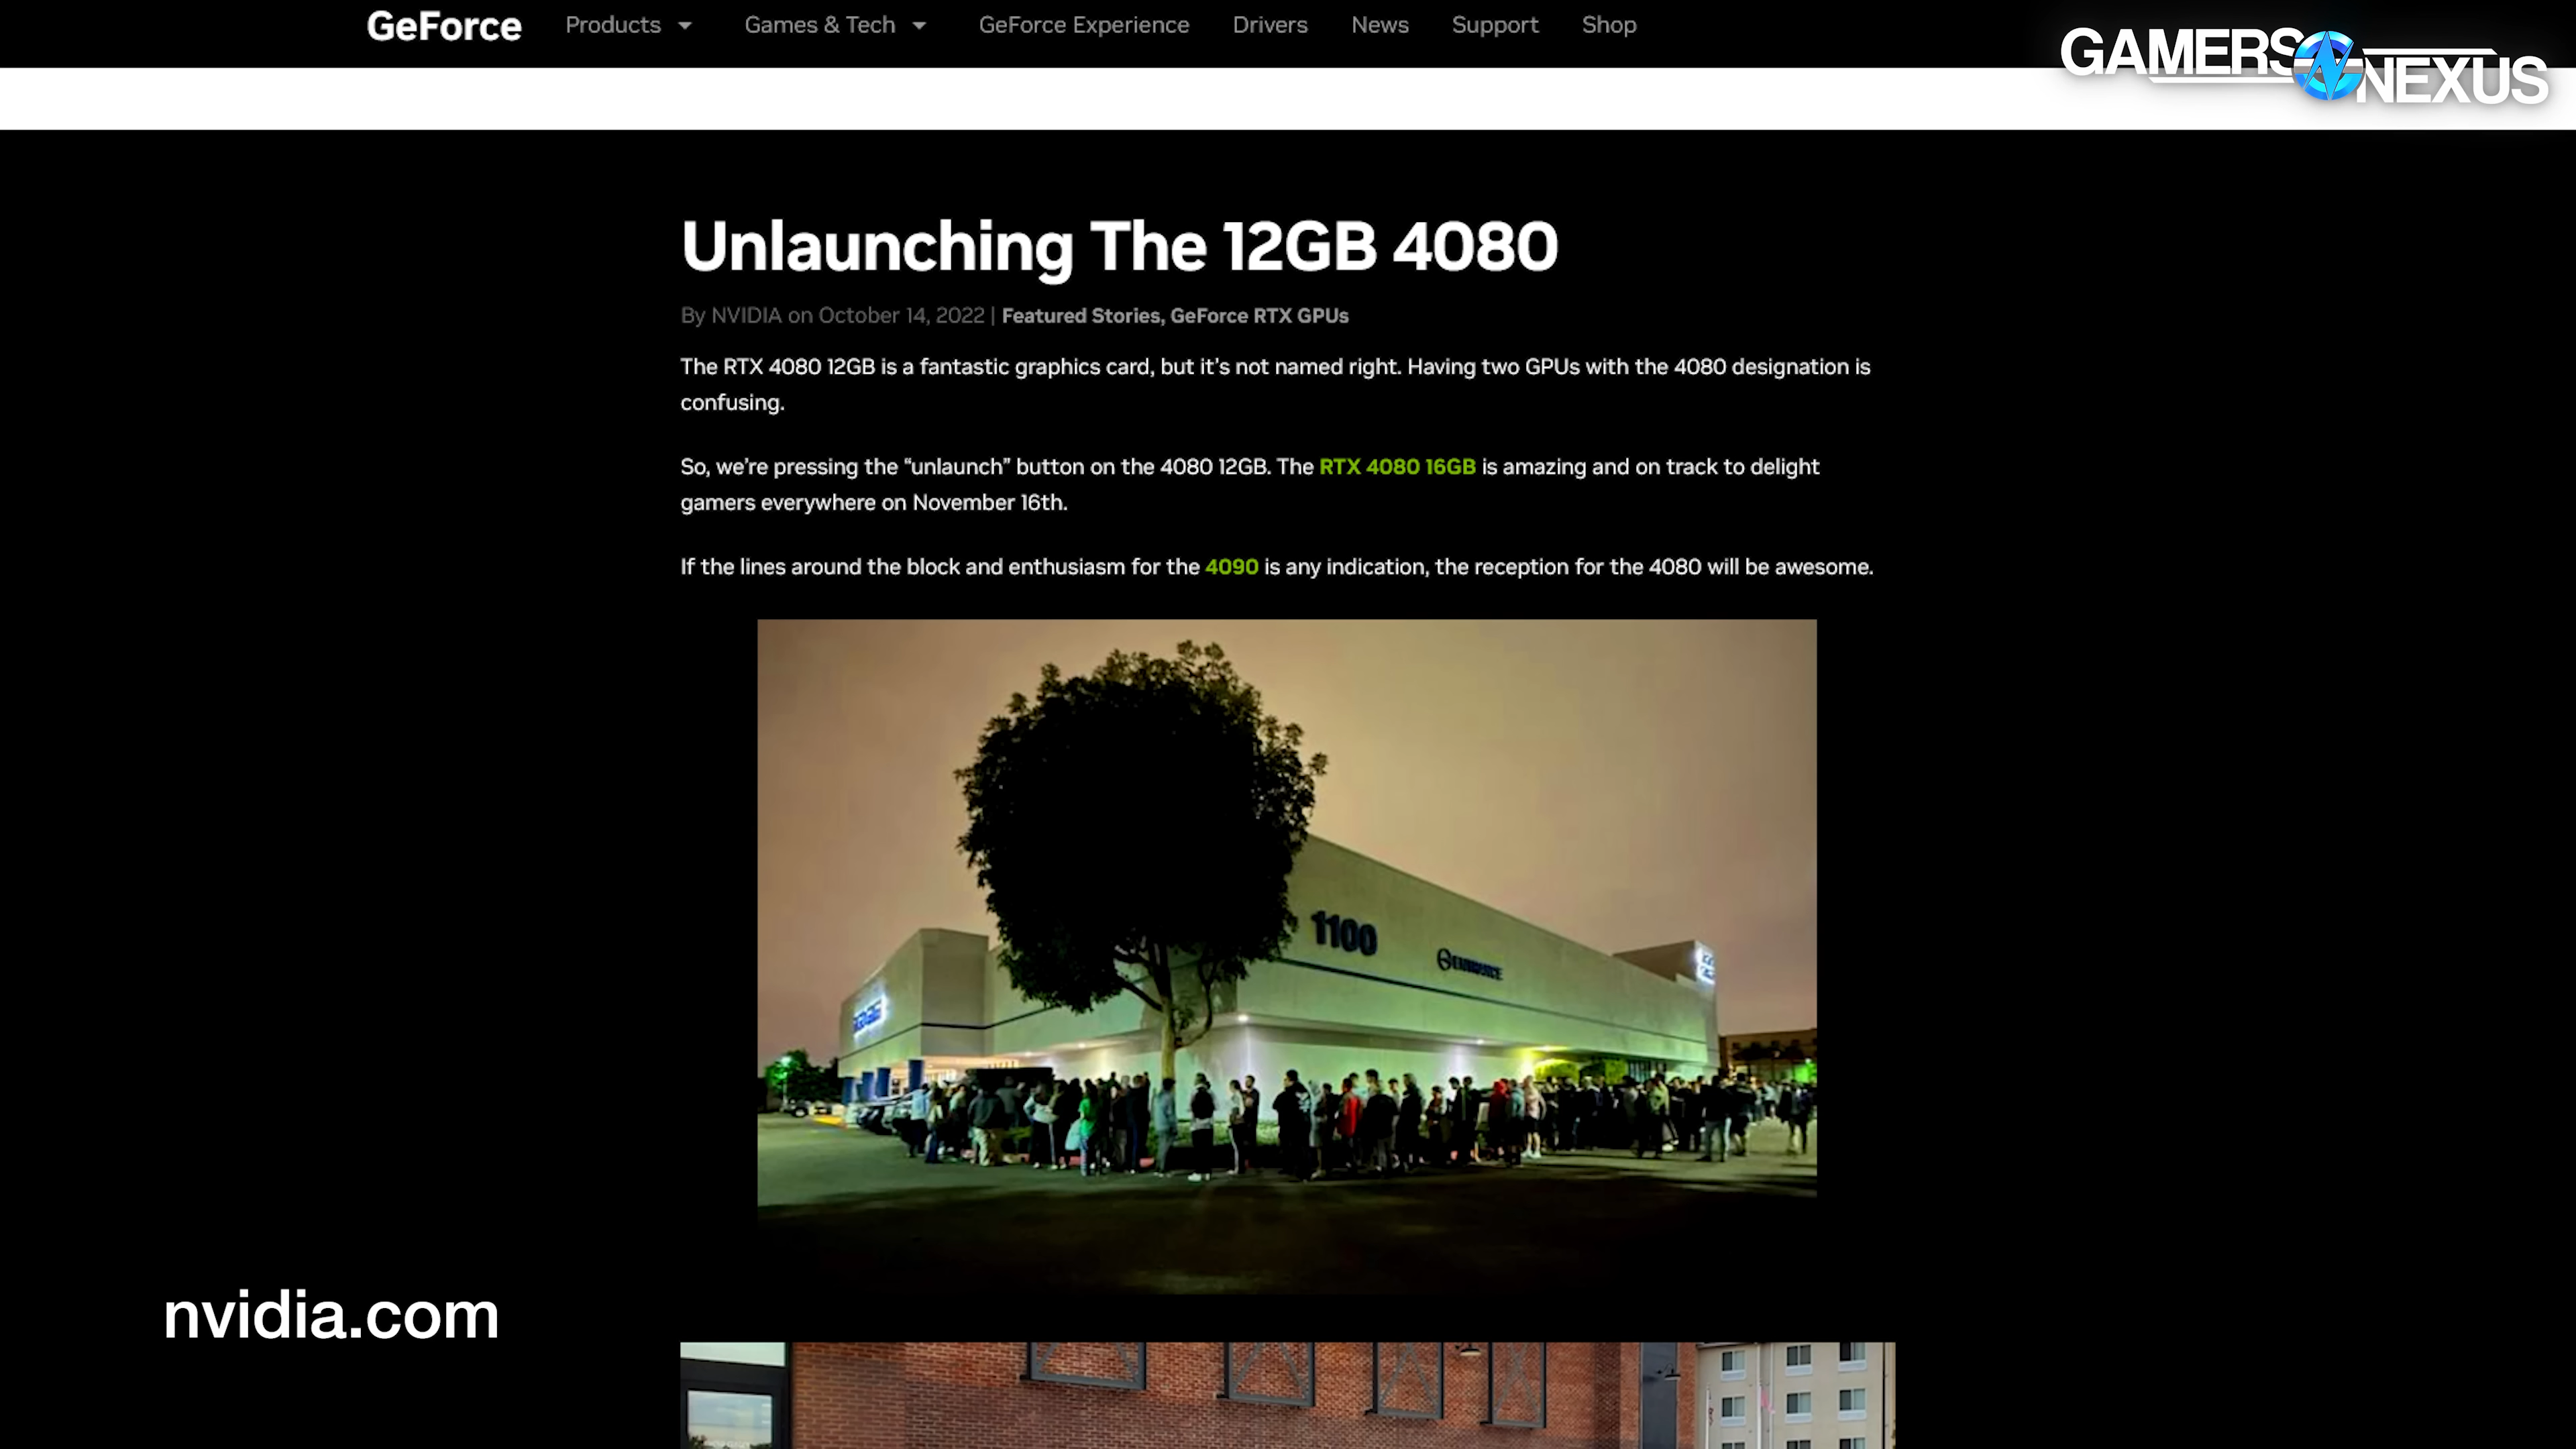 GeForce Products Games & Tech GeForce Experience Drivers News Support Shop
GAMERS NEXUS
Unlaunching The 12GB 4080
By NVIDIA on October 14, 2022 | Featured Stories, GeForce RTX GPUs
The RTX 4080 12GB is a fantastic graphics card, but it's not named right. Having two GPUs with the 4080 designation is
confusing.
So, we're pressing the “unlaunch” button on the 4080 12GB. The RTX 4080 16GB is amazing and on track to delight
gamers everywhere on November 16th.
If the lines around the block and enthusiasm for the 4090 is any indication, the reception for the 4080 will be awesome.
1100
ENTRANCE
nvidia.com